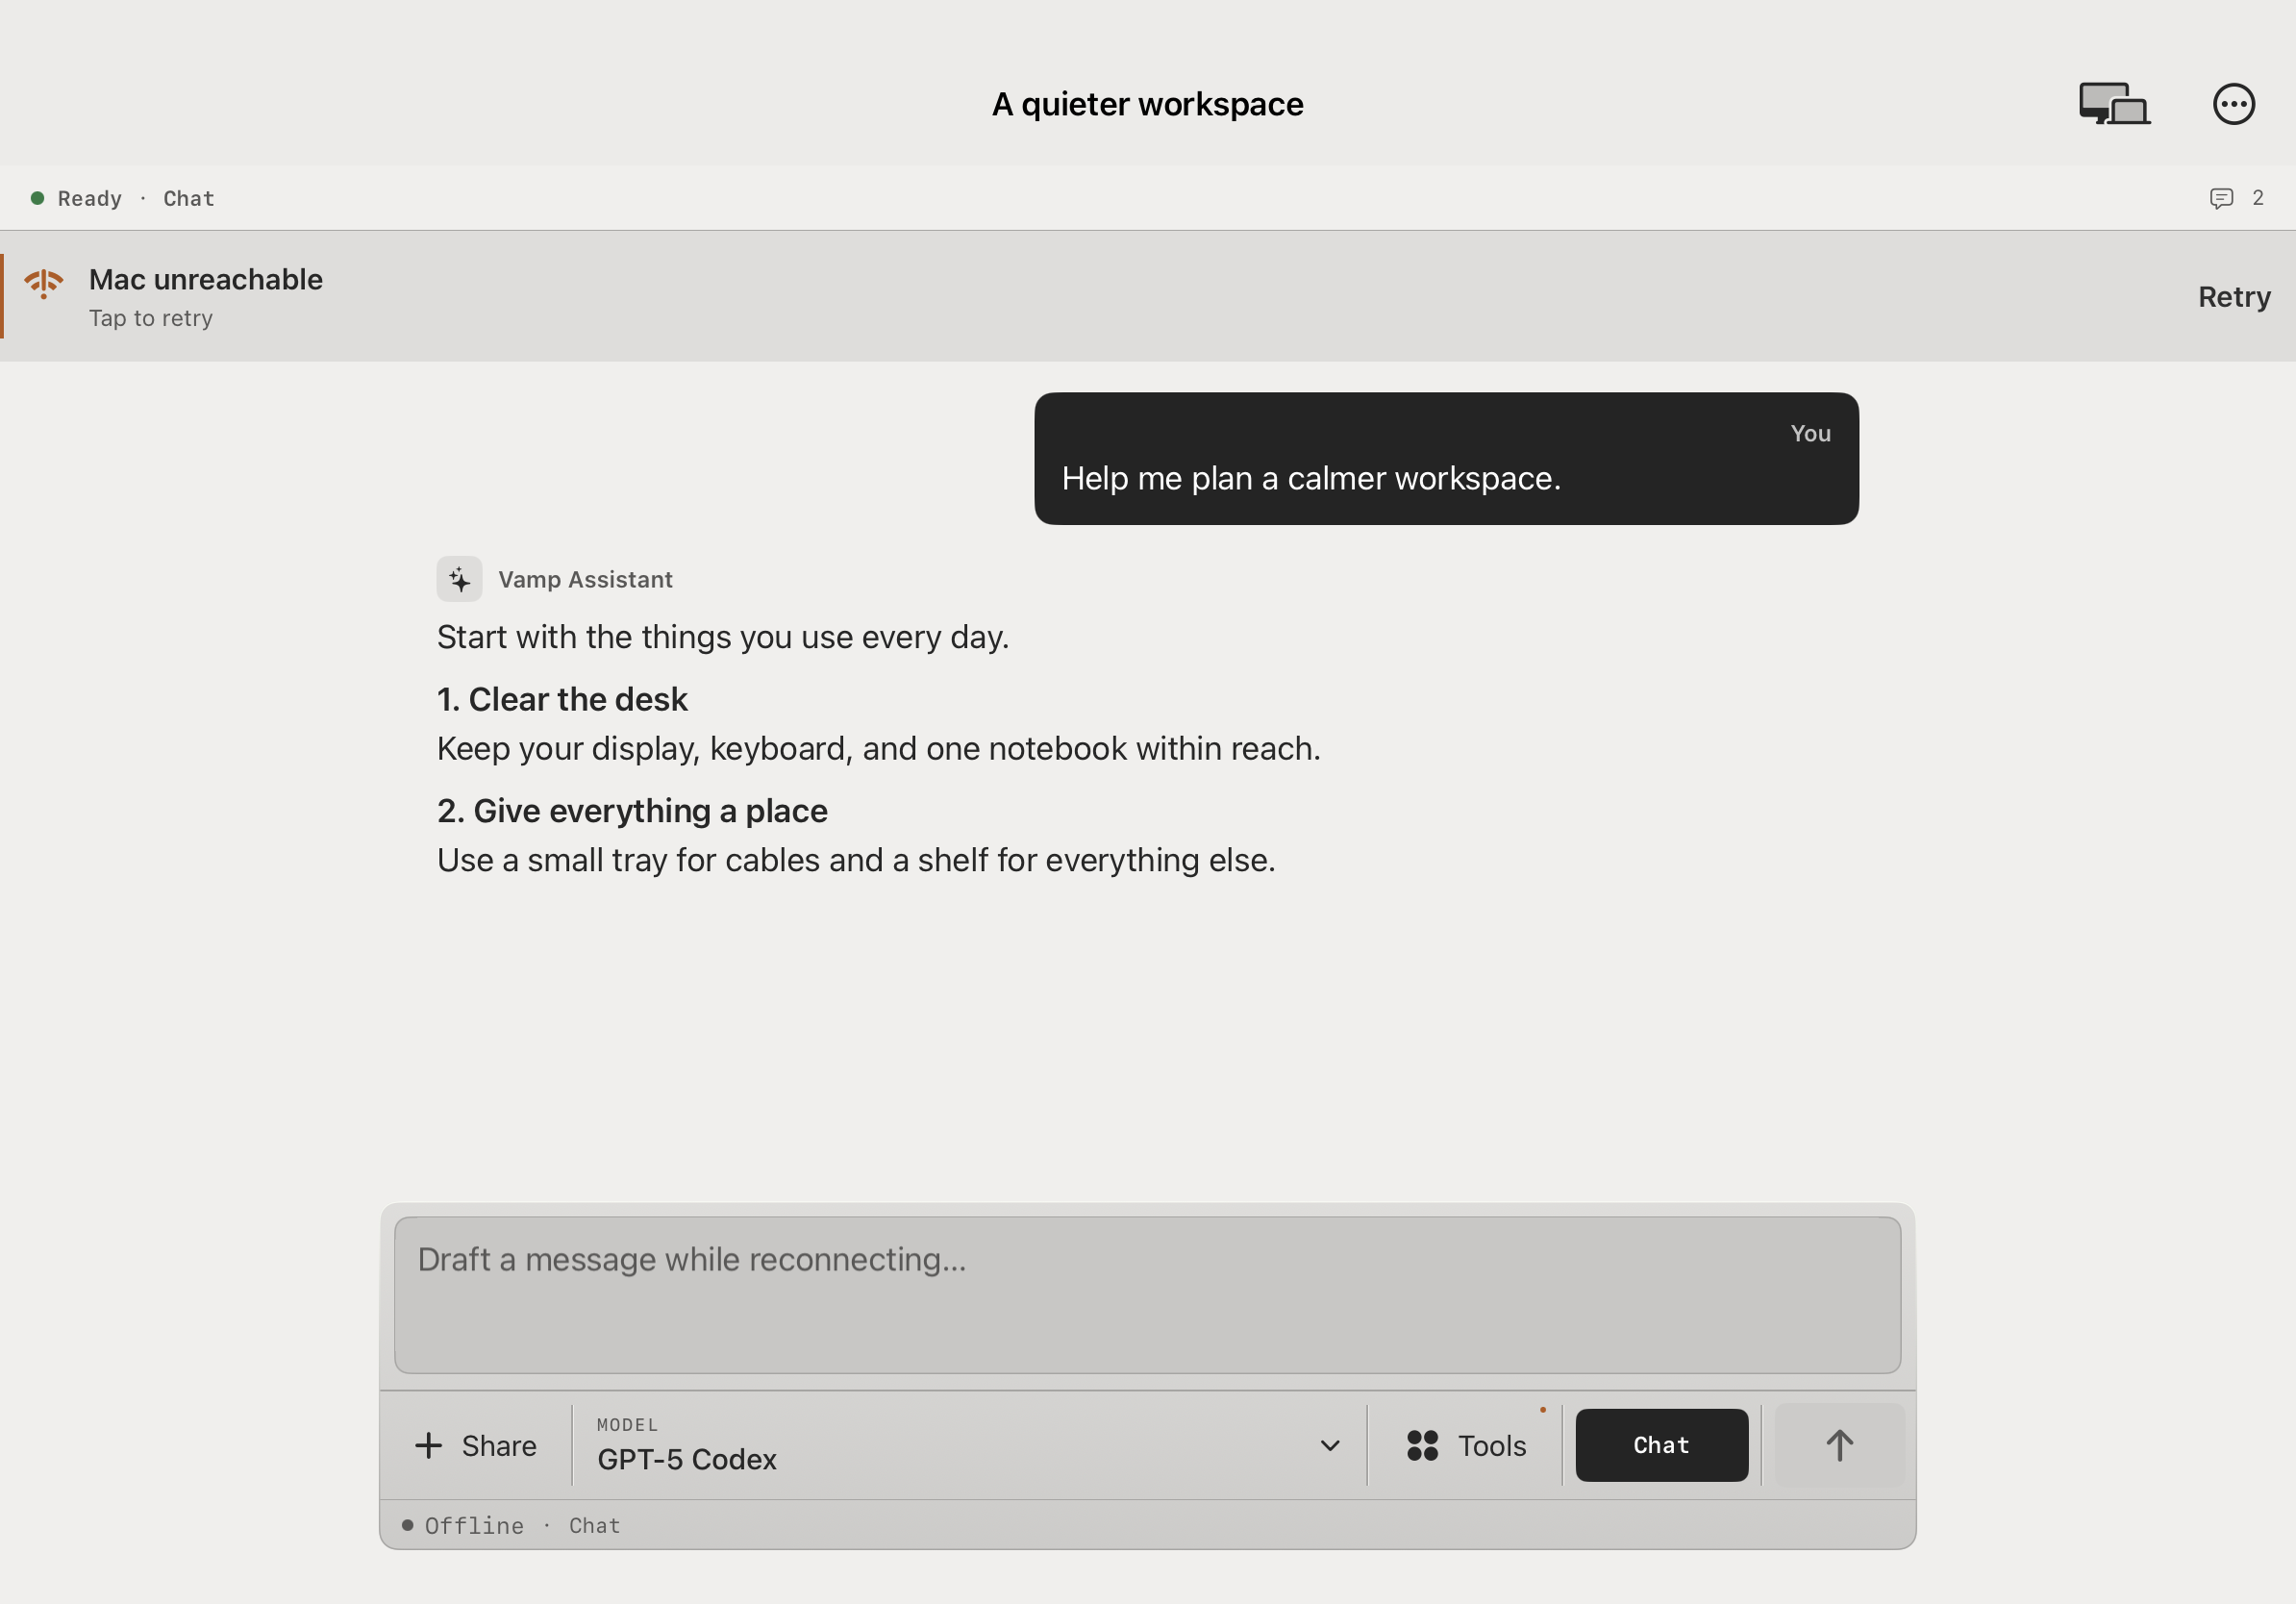 A quieter workspace
Ready · Chat
2
Mac unreachable
Tap to retry
Retry
You
Help me plan a calmer workspace.
Vamp Assistant
Start with the things you use every day.
1. Clear the desk
Keep your display, keyboard, and one notebook within reach.
2. Give everything a place
Use a small tray for cables and a shelf for everything else.
Draft a message while reconnecting...
Share
MODEL
GPT-5 Codex
Tools
Chat
Offline · Chat